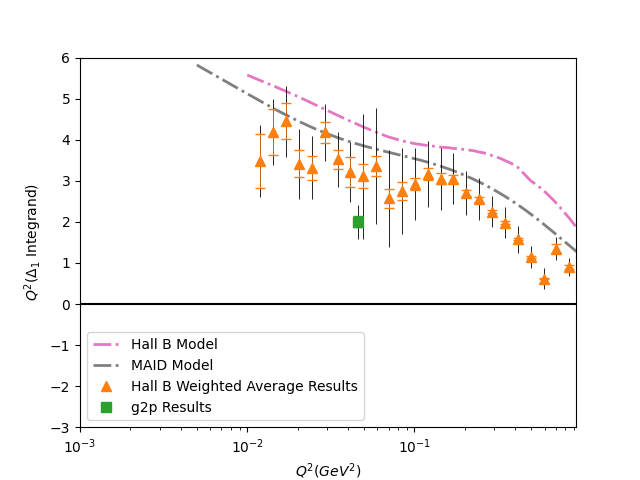 6
5
4
3
2
1
0
−1
−2
−3
Q²(Δ₁ Integrand)
Hall B Model
MAID Model
Hall B Weighted Average Results
g2p Results
10⁻³
10⁻²
10⁻¹
Q²(GeV²)